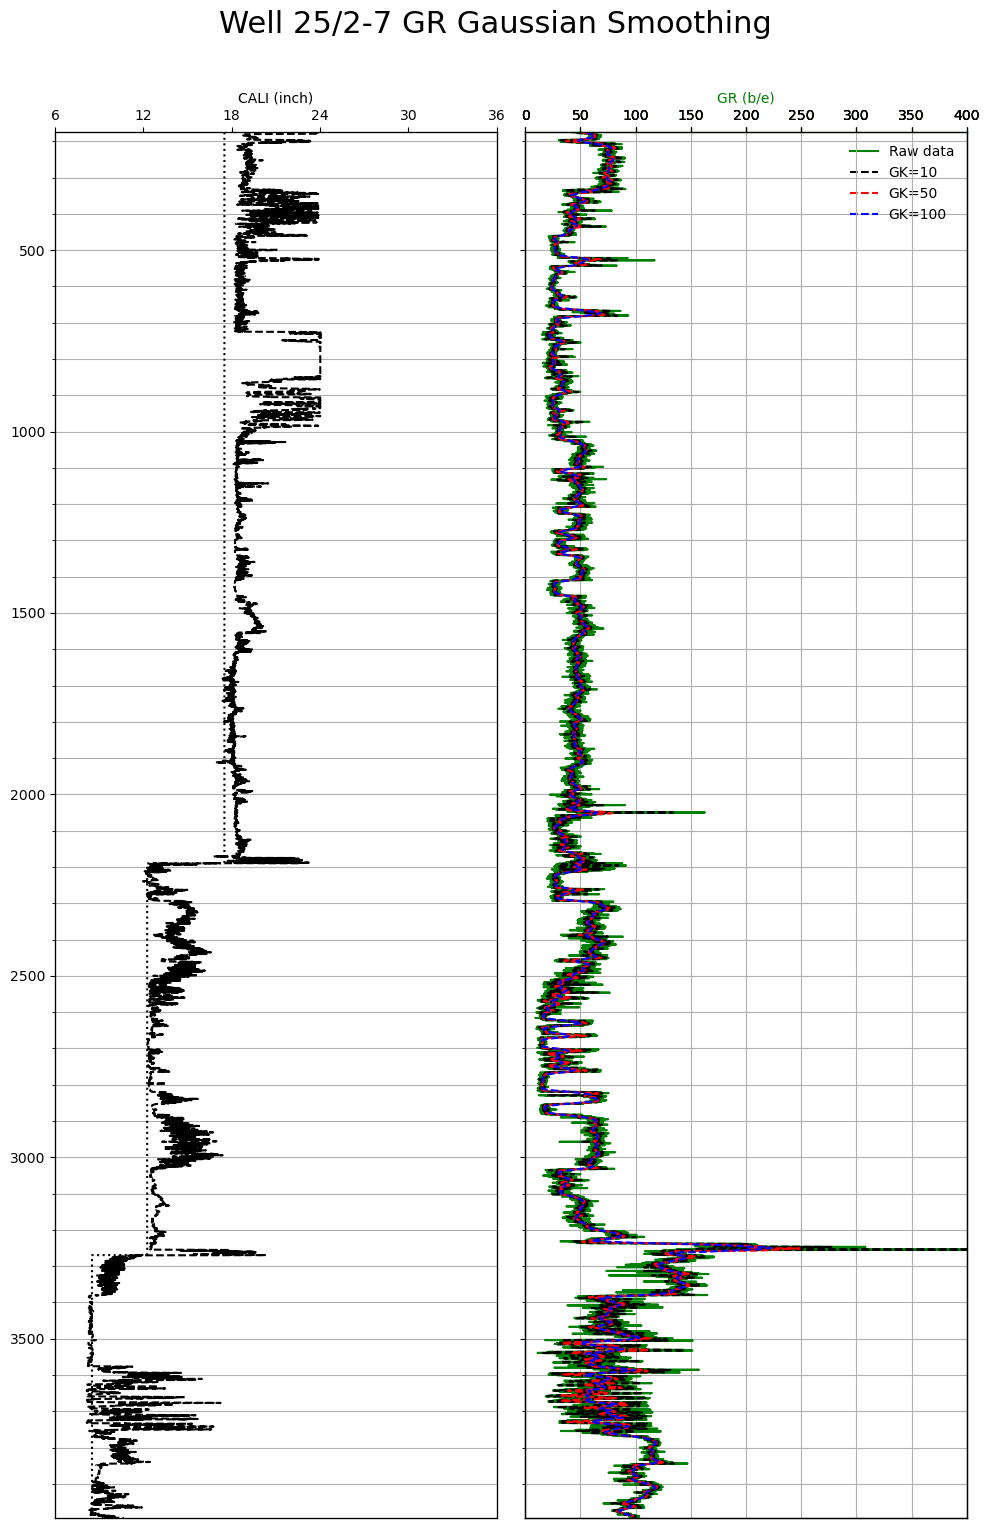 Well 25/2-7 GR Gaussian Smoothing
CALI (inch)
GR (b/e)
6 12 18 24 30 36
0 50 100 150 200 250 300 350 400
Raw data
GK=10
GK=50
GK=100
500
1000
1500
2000
2500
3000
3500